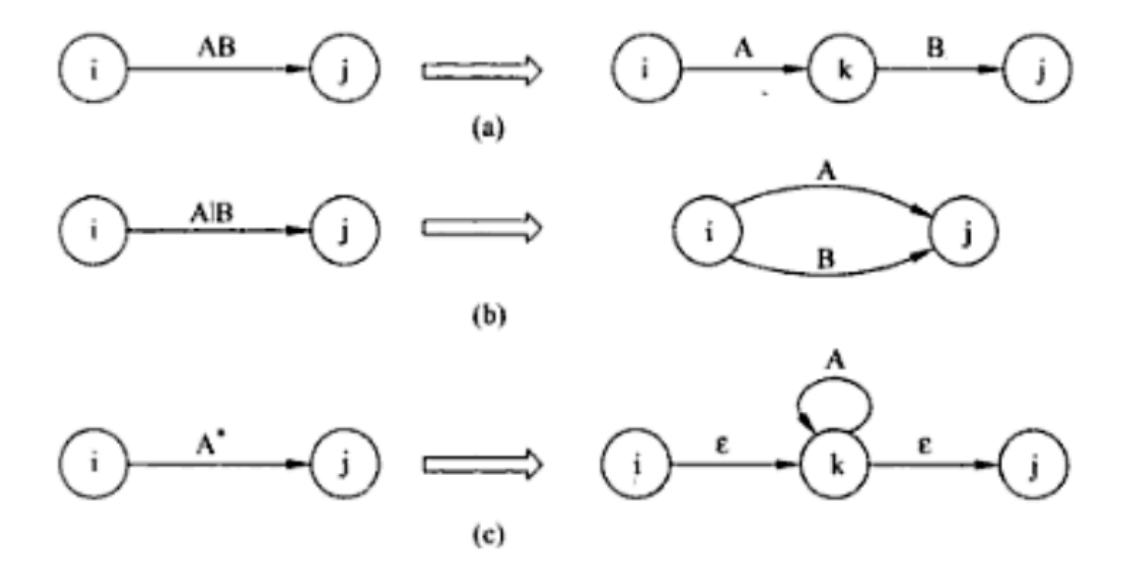 AB A B
i j i k j
(a)
A
A|B
i j i j
B
(b)
A
A* ε ε
i j i k j
(c)